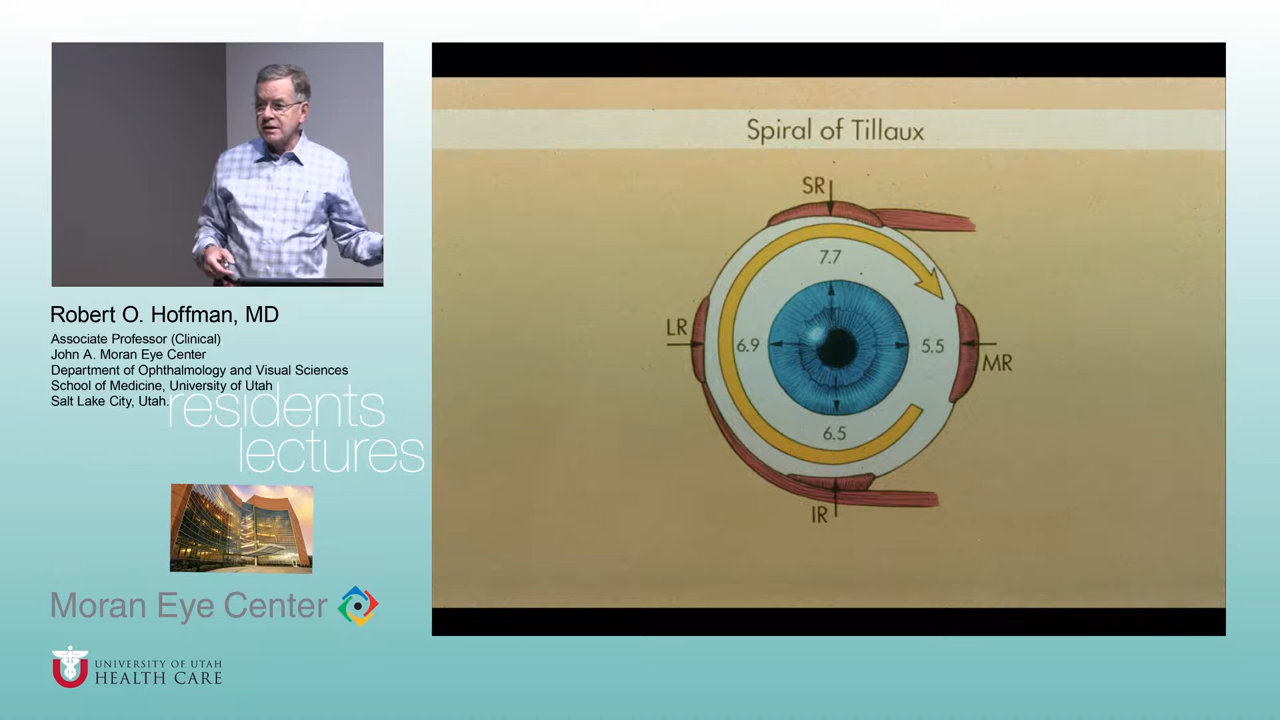 Robert O. Hoffman, MD
Associate Professor (Clinical)
John A. Moran Eye Center
Department of Ophthalmology and Visual Sciences
School of Medicine, University of Utah
Salt Lake City, Utah.
residents
lectures
Moran Eye Center
UNIVERSITY OF UTAH
HEALTH CARE
Spiral of Tillaux
SR
7.7
LR
6.9
5.5
MR
6.5
IR